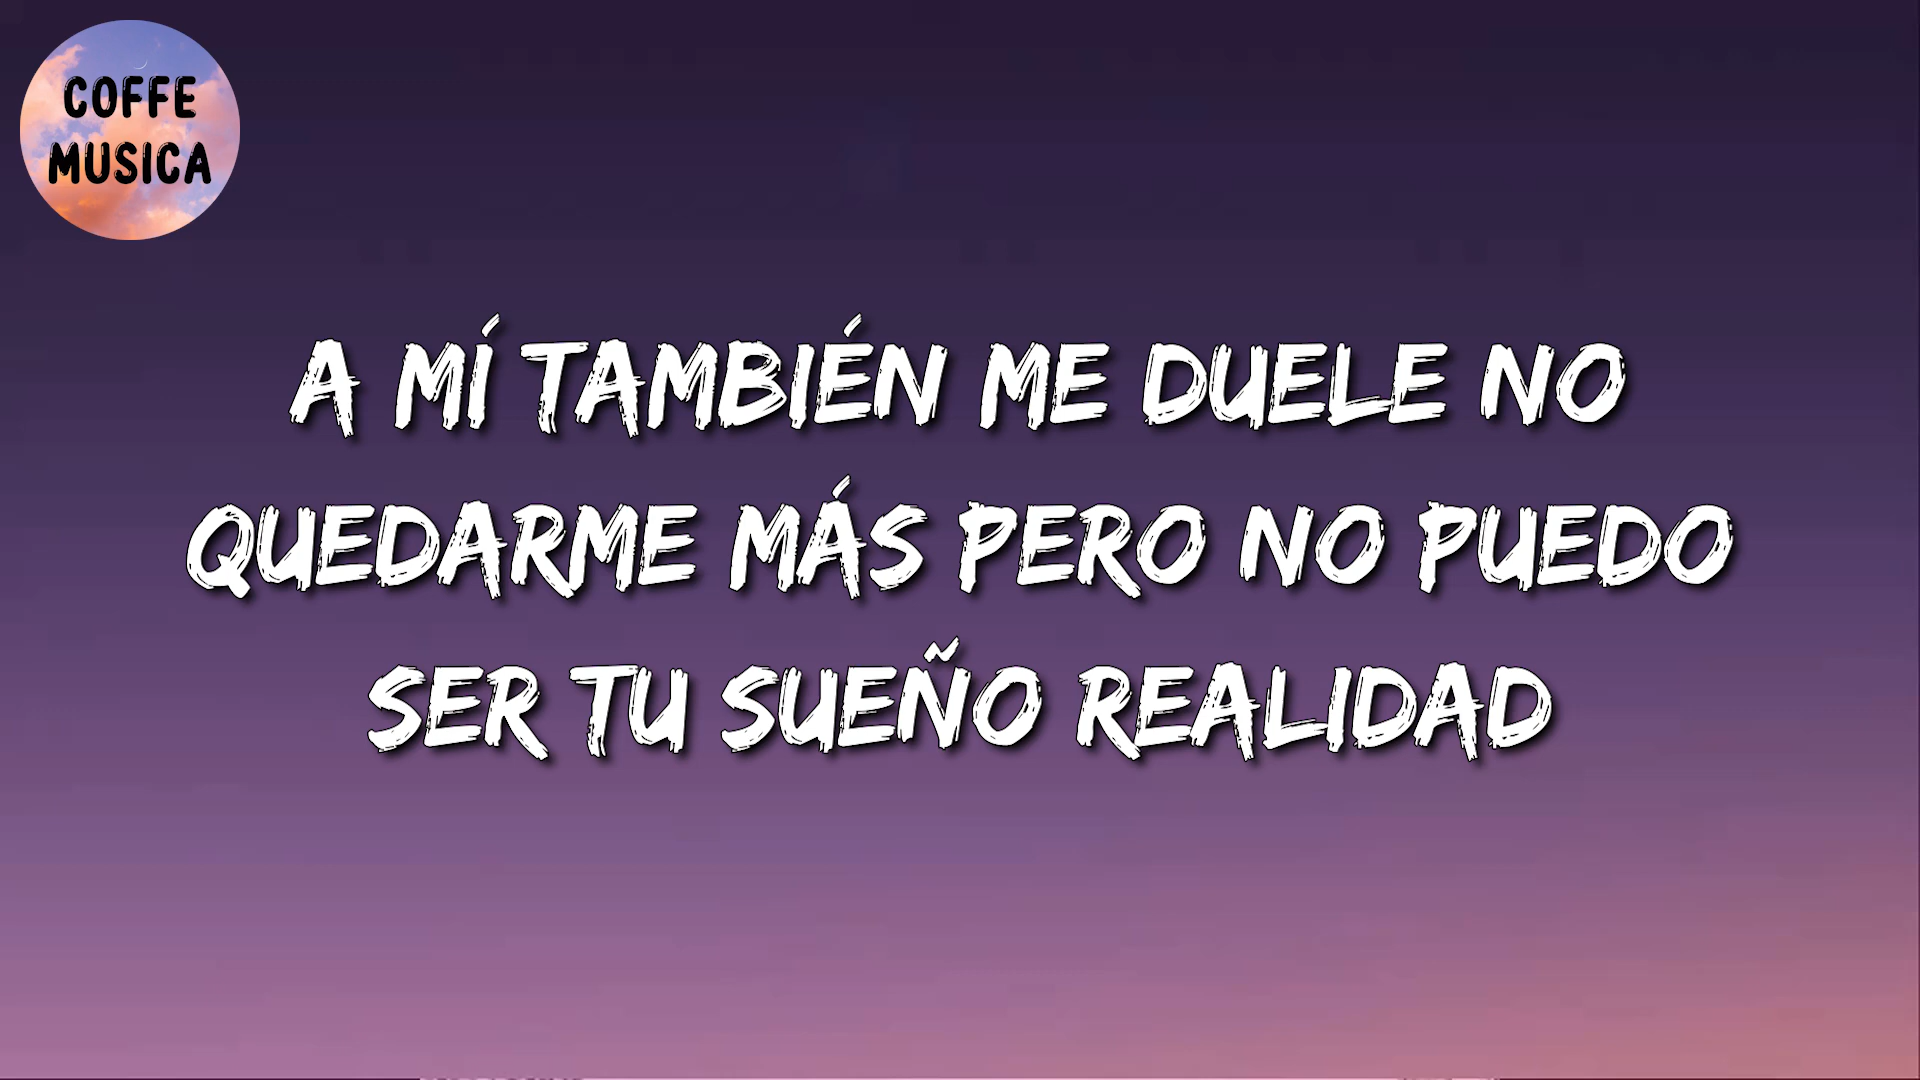 COFFE
MUSICA
A MÍ TAMBIÉN ME DUELE NO
QUEDARME MÁS PERO NO PUEDO
SER TU SUEÑO REALIDAD